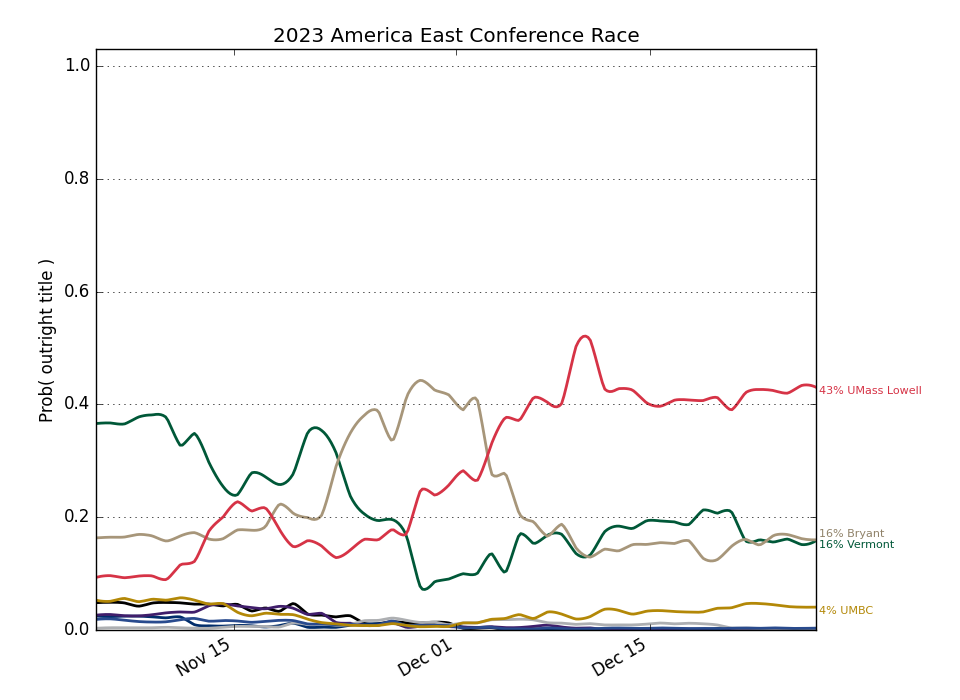 2023 America East Conference Race
Prob( outright title )
1.0
0.8
0.6
0.4
0.2
0.0
43% UMass Lowell
16% Bryant
16% Vermont
4% UMBC
Nov 15
Dec 01
Dec 15